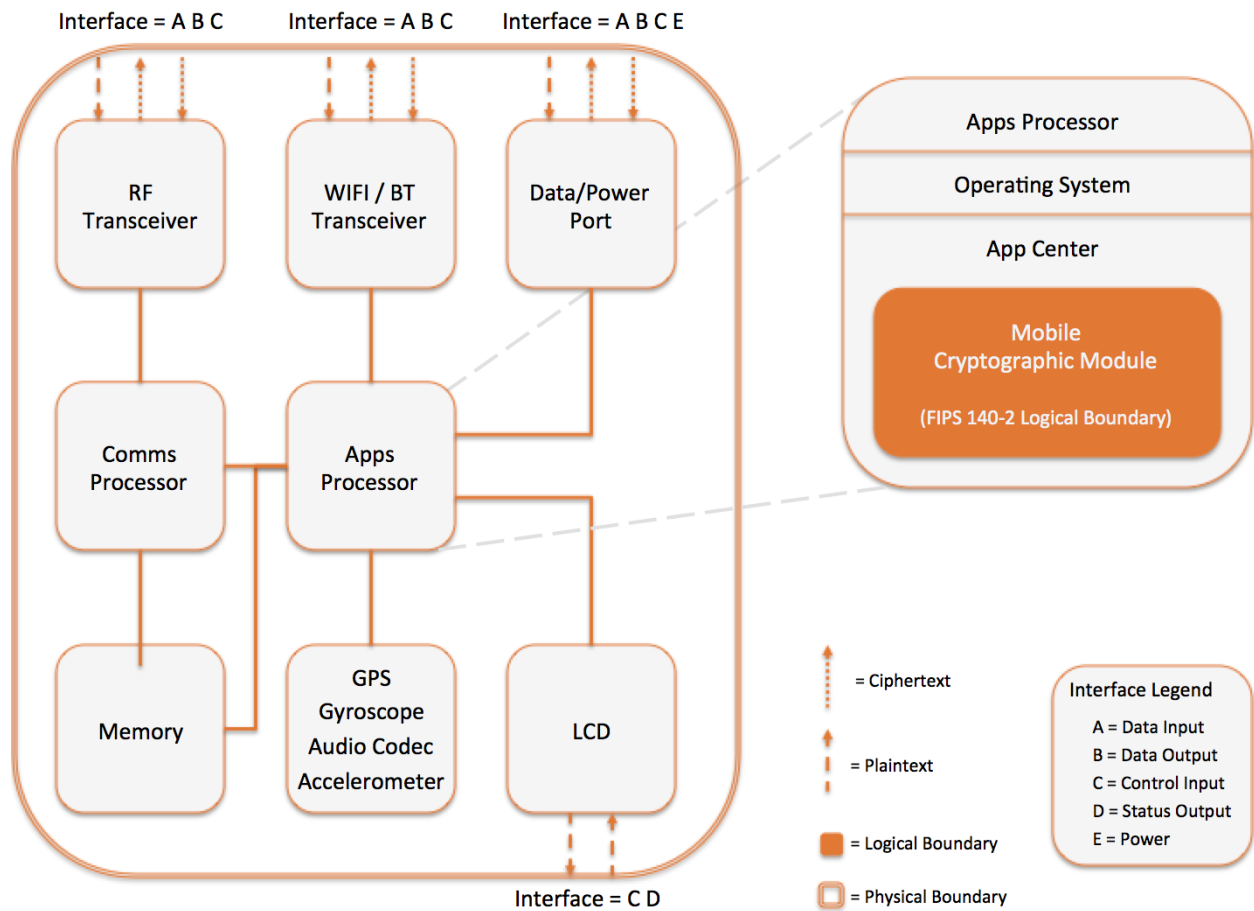 Interface = A B C
Interface = A B C
Interface = A B C E
RF
Transceiver
WIFI / BT
Transceiver
Data/Power
Port
Comms
Processor
Apps
Processor
Memory
GPS
Gyroscope
Audio Codec
Accelerometer
LCD
Interface = C D
Apps Processor
Operating System
App Center
Mobile
Cryptographic Module
(FIPS 140-2 Logical Boundary)
= Ciphertext
= Plaintext
= Logical Boundary
= Physical Boundary
Interface Legend
A = Data Input
B = Data Output
C = Control Input
D = Status Output
E = Power